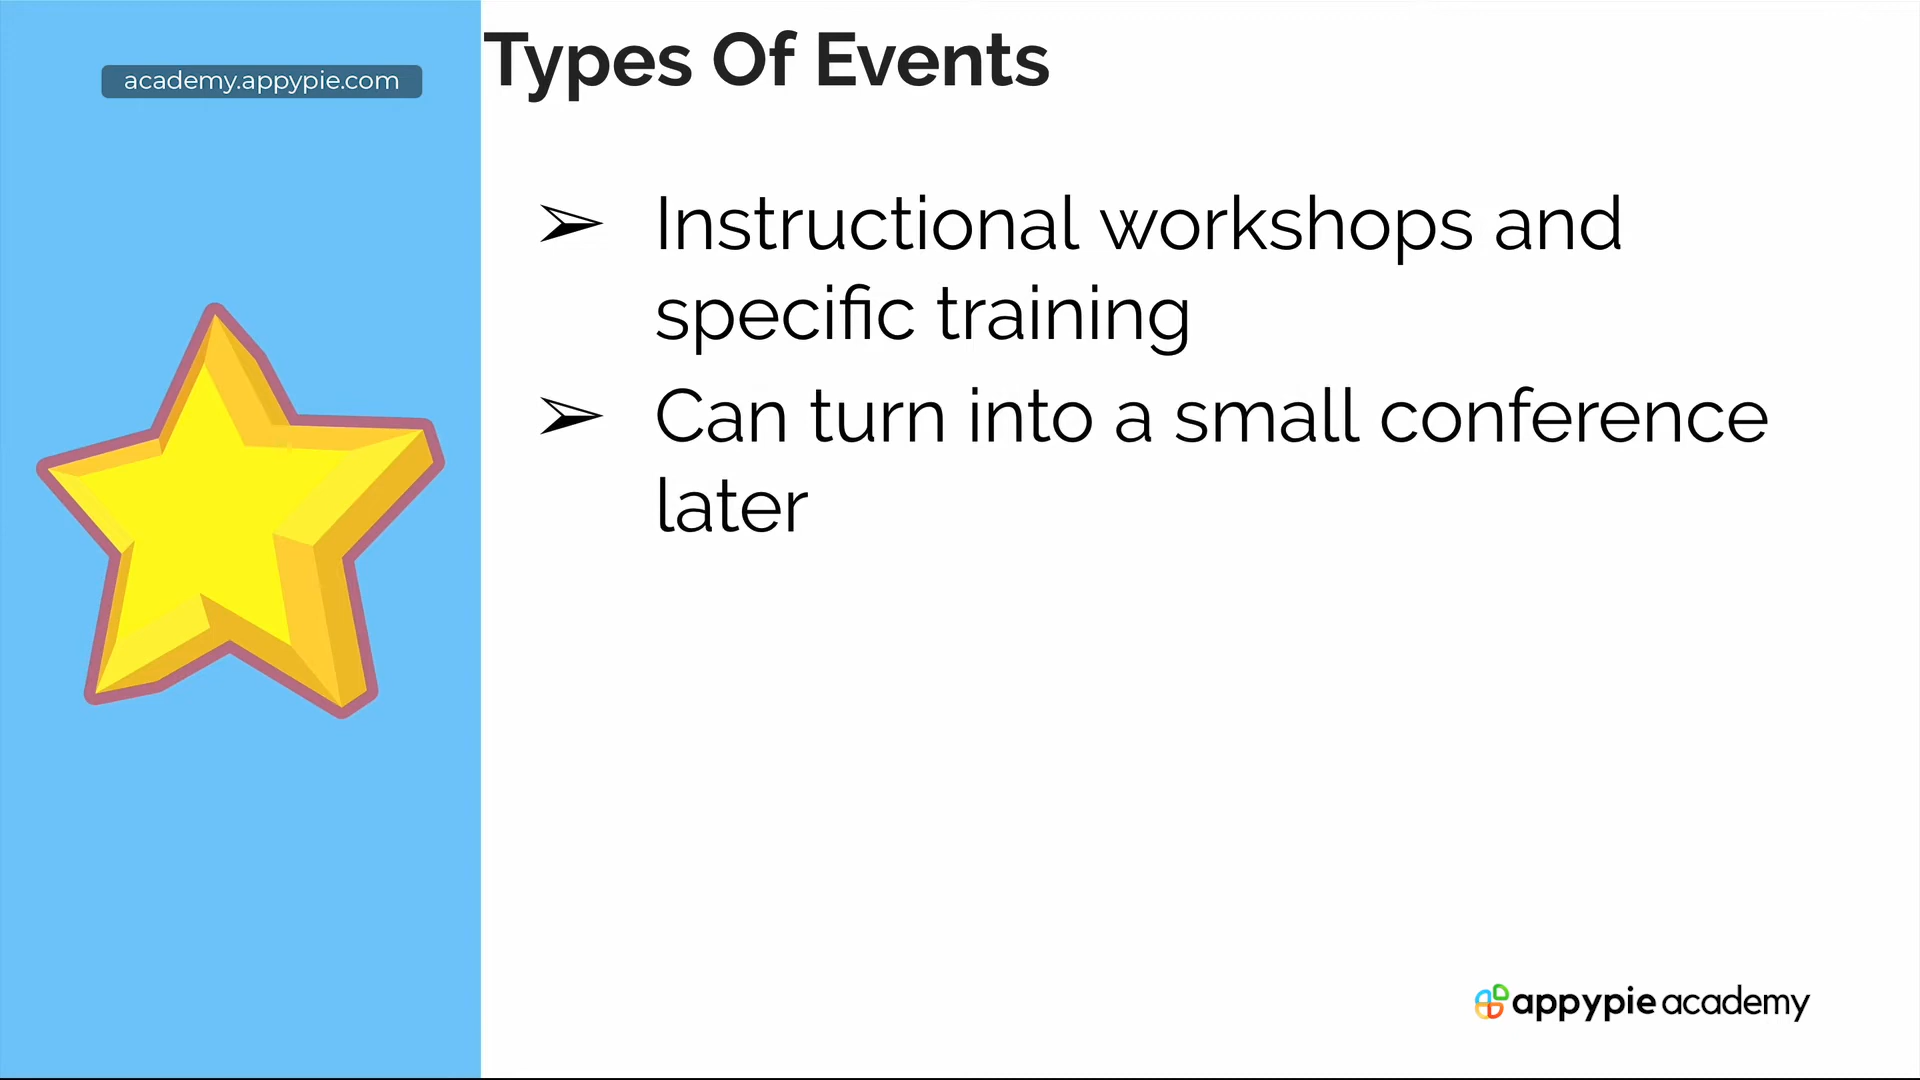 academy.appypie.com
Types Of Events
➢ Instructional workshops and
specific training
➢ Can turn into a small conference
later
appypie academy